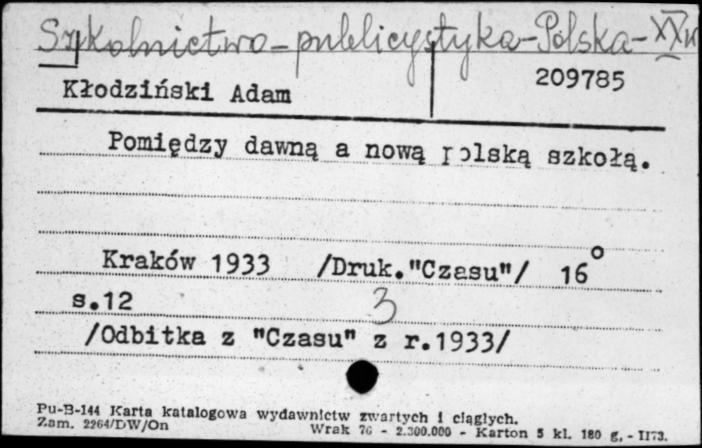 Szkolnictwo-publicystyka-Polska-XXw
209785
Kłodziński Adam
Pomiędzy dawną a nową polską szkołą.
Kraków 1933 /Druk."Czasu"/ 16°
s.12 3
/Odbitka z "Czasu" z r.1933/
Pu-B-144 Karta katalogowa wydawnictw zwartych i ciągłych.
Zam. 2264/DW/On Wrak 76 - 2.300.000 - Karton 5 kl. 180 g. - II73.